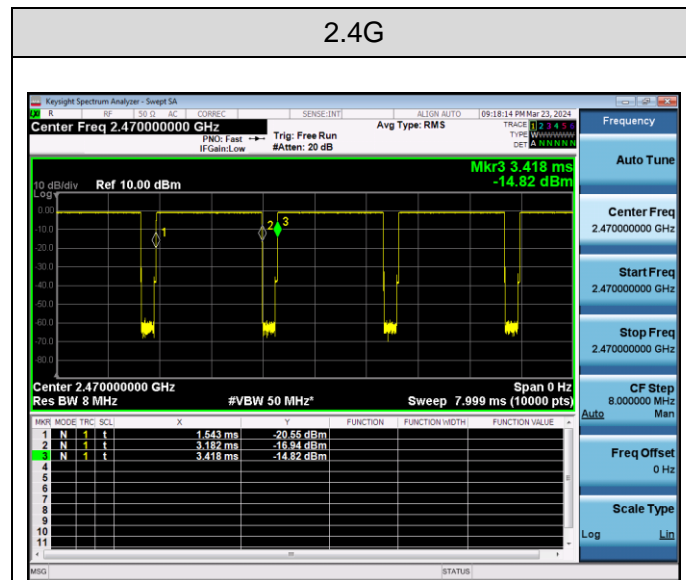 2.4G
Keysight Spectrum Analyzer - Swept SA
R RF 50 Ω AC CORREC SENSE:INT ALIGN AUTO 09:18:14 PM Mar 23, 2024
Center Freq 2.470000000 GHz
PNO: Fast
IFGain:Low
Trig: Free Run
#Atten: 20 dB
Avg Type: RMS
TRACE 1 2 3 4 5 6
TYPE W
DET A N N N N N
Mkr3 3.418 ms
-14.82 dBm
10 dB/div Ref 10.00 dBm
Log
0.00
-10.0
-20.0
-30.0
-40.0
-50.0
-60.0
-70.0
-80.0
1
2
3
Center 2.470000000 GHz Span 0 Hz
Res BW 8 MHz #VBW 50 MHz* Sweep 7.999 ms (10000 pts)
MKR MODE TRC SCL X Y FUNCTION FUNCTION WIDTH FUNCTION VALUE
1 N 1 t 1.543 ms -20.55 dBm
2 N 1 t 3.182 ms -16.94 dBm
3 N 1 t 3.418 ms -14.82 dBm
4
5
6
7
8
9
10
11
MSG STATUS
Frequency
Auto Tune
Center Freq
2.470000000 GHz
Start Freq
2.470000000 GHz
Stop Freq
2.470000000 GHz
CF Step
8.000000 MHz
Auto Man
Freq Offset
0 Hz
Scale Type
Log Lin